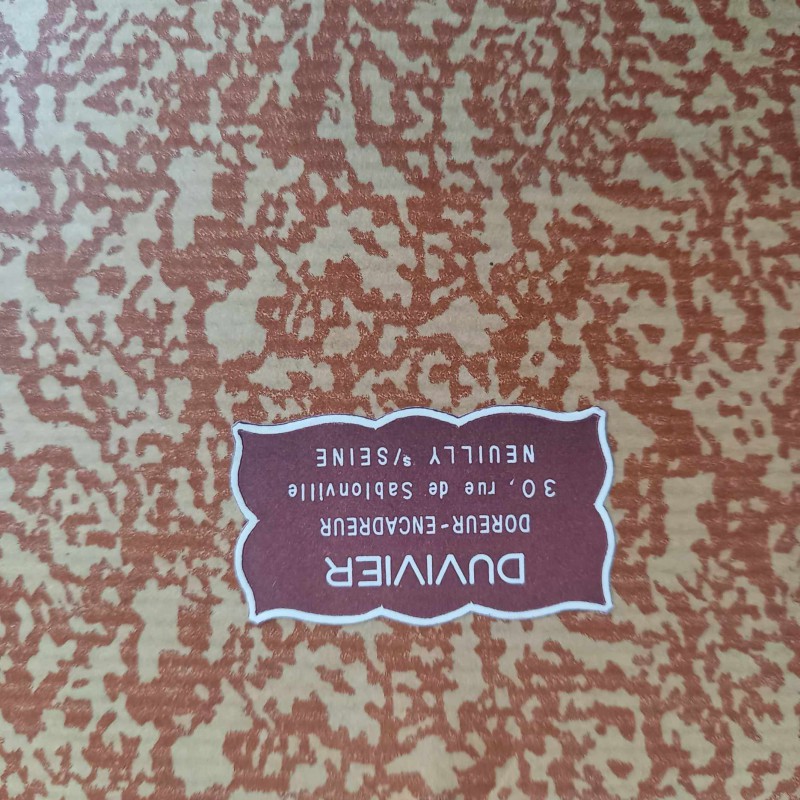 DUVIVIER
DOREUR-ENCADREUR
30, rue de Sablonville
NEUILLY s/SEINE